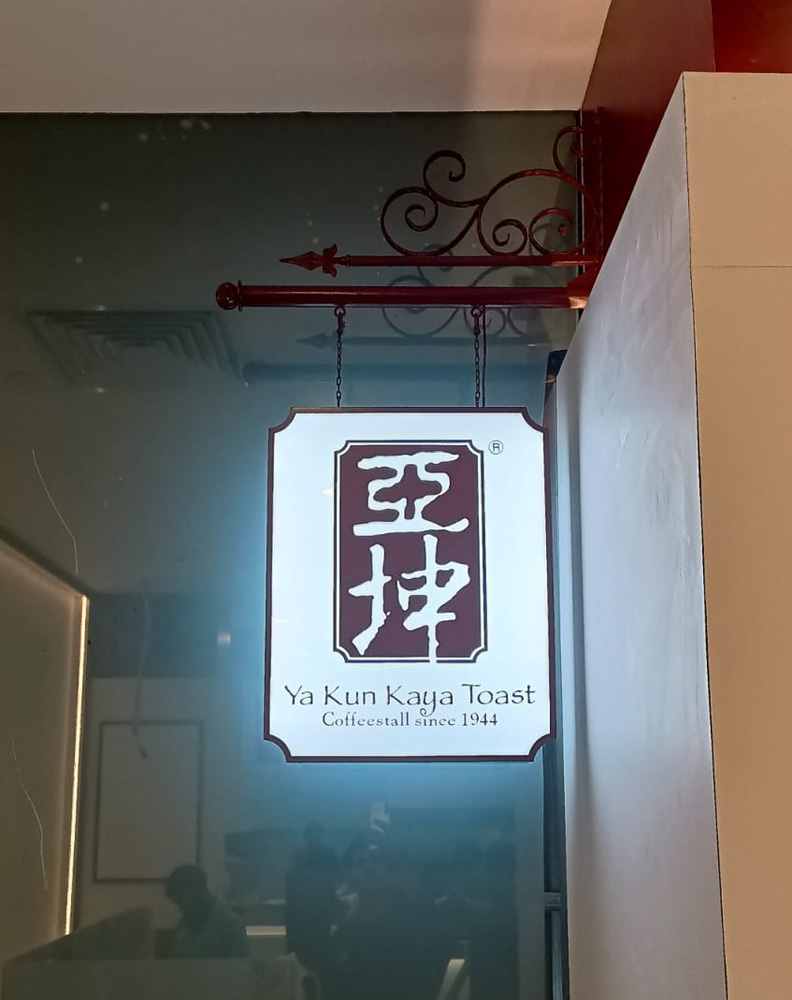 亞
坤
®
Ya Kun Kaya Toast
Coffeestall since 1944